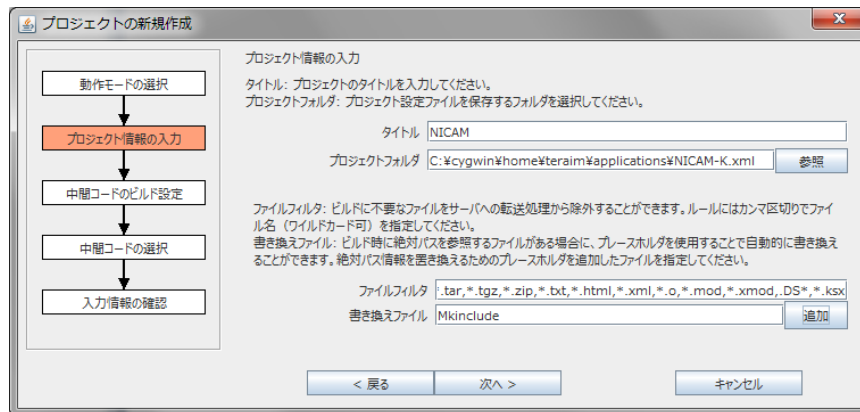 プロジェクトの新規作成
動作モードの選択
プロジェクト情報の入力
中間コードのビルド設定
中間コードの選択
入力情報の確認
プロジェクト情報の入力
タイトル: プロジェクトのタイトルを入力してください。
プロジェクトフォルダ: プロジェクト設定ファイルを保存するフォルダを選択してください。
タイトル NICAM
プロジェクトフォルダ C:¥cygwin¥home¥teraim¥applications¥NICAM-K.xml 参照
ファイルフィルタ: ビルドに不要なファイルをサーバへの転送処理から除外することができます。ルールにはカンマ区切りでファイ
ル名（ワイルドカード可）を指定してください。
書き換えファイル: ビルド時に絶対パスを参照するファイルがある場合に、プレースホルダを使用することで自動的に書き換え
ることができます。絶対パス情報を置き換えるためのプレースホルダを追加したファイルを指定してください。
ファイルフィルタ .tar,*.tgz,*.zip,*.txt,*.html,*.xml,*.o,*.mod,*.xmod,.DS*,*.ksx
書き換えファイル Mkinclude 追加
< 戻る 次へ > キャンセル